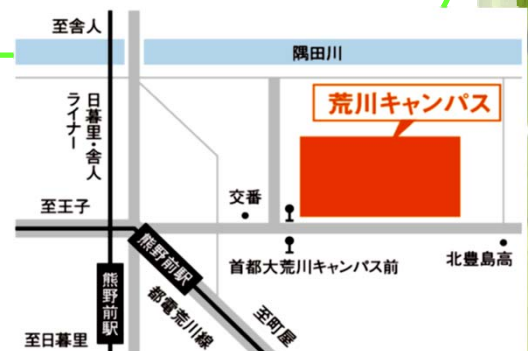 至舎人
隅田川
日暮里・舎人
ライナー
荒川キャンパス
交番
至王子
熊野前駅
首都大荒川キャンパス前
北豊島高
熊野前駅
都電荒川線
至町屋
至日暮里